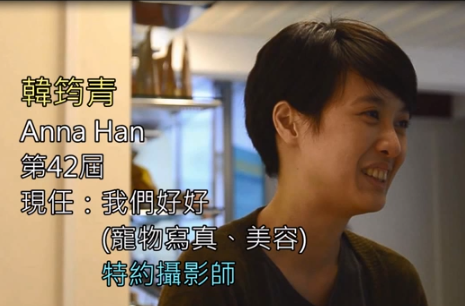 韓筠青
Anna Han
第42屆
現任：我們好好
(寵物寫真、美容)
特約攝影師